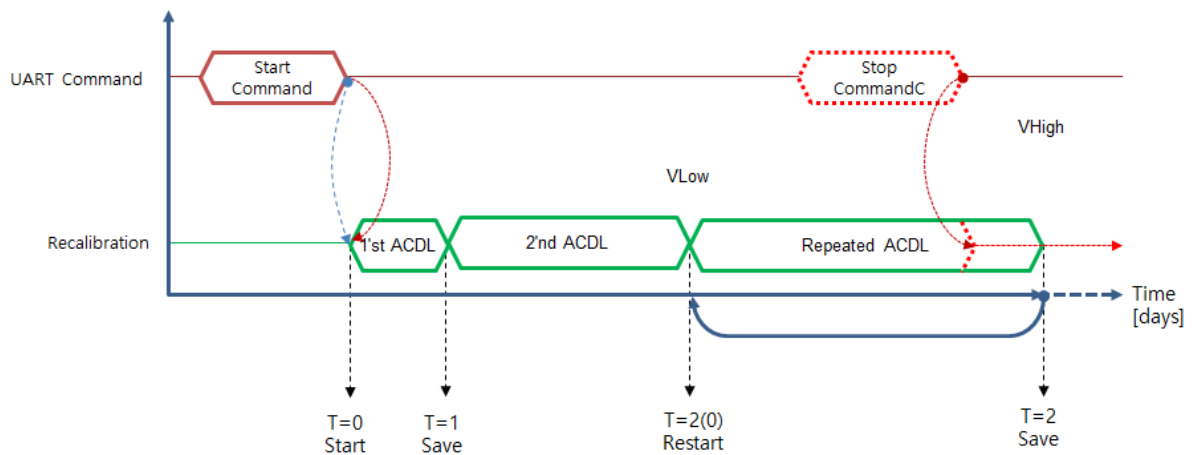 UART Command
Start
Command
Stop
CommandC
VHigh
VLow
Recalibration
1'st ACDL
2'nd ACDL
Repeated ACDL
Time
[days]
T=0
Start
T=1
Save
T=2(0)
Restart
T=2
Save